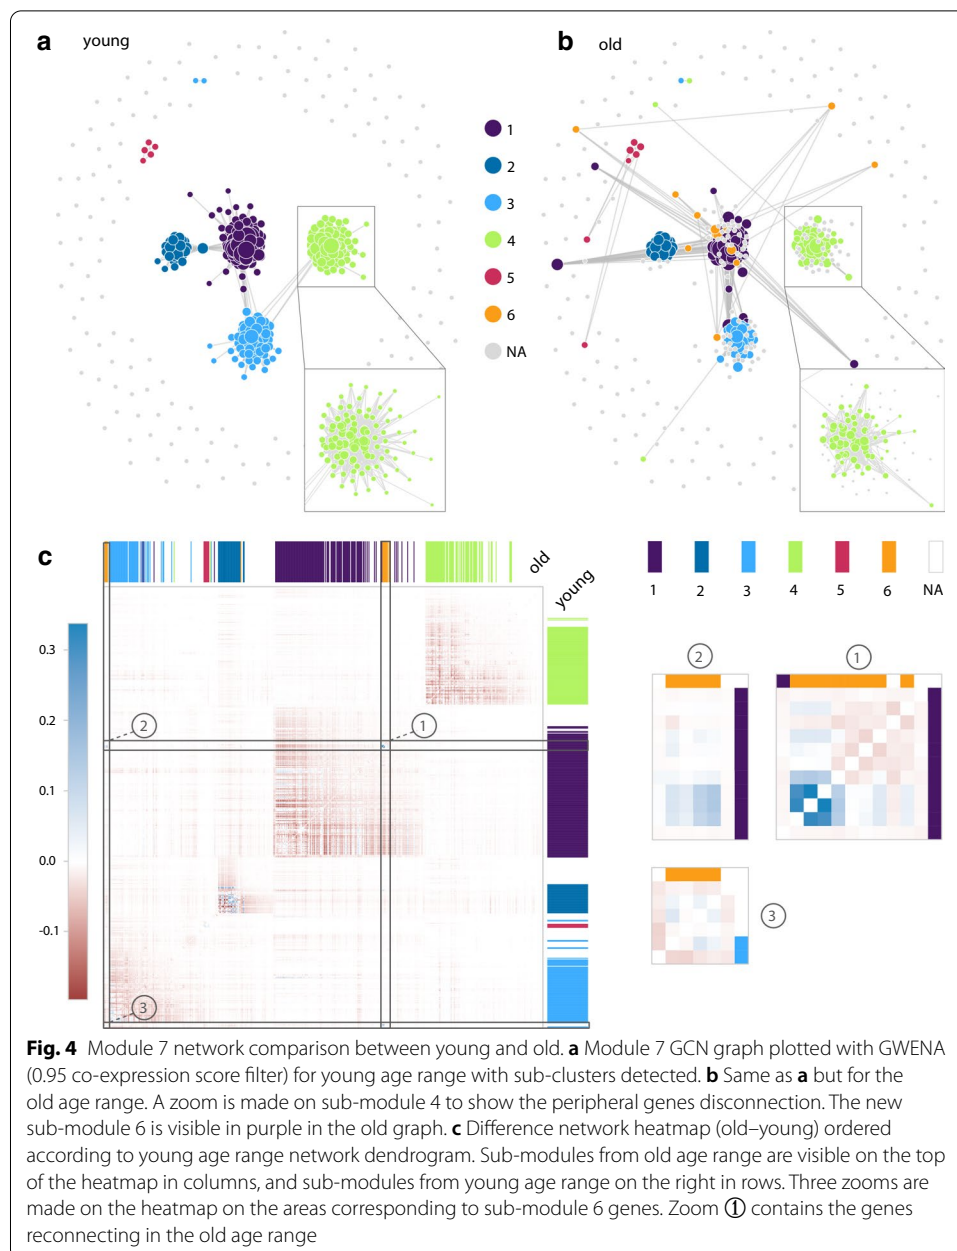 a young
b old
1
2
3
4
5
6
NA
c
old
young
1 2 3 4 5 6 NA
0.3
0.2
0.1
0.0
-0.1
2
1
3
2
1
3
Fig. 4 Module 7 network comparison between young and old. a Module 7 GCN graph plotted with GWENA
(0.95 co-expression score filter) for young age range with sub-clusters detected. b Same as a but for the
old age range. A zoom is made on sub-module 4 to show the peripheral genes disconnection. The new
sub-module 6 is visible in purple in the old graph. c Difference network heatmap (old–young) ordered
according to young age range network dendrogram. Sub-modules from old age range are visible on the top
of the heatmap in columns, and sub-modules from young age range on the right in rows. Three zooms are
made on the heatmap on the areas corresponding to sub-module 6 genes. Zoom ① contains the genes
reconnecting in the old age range